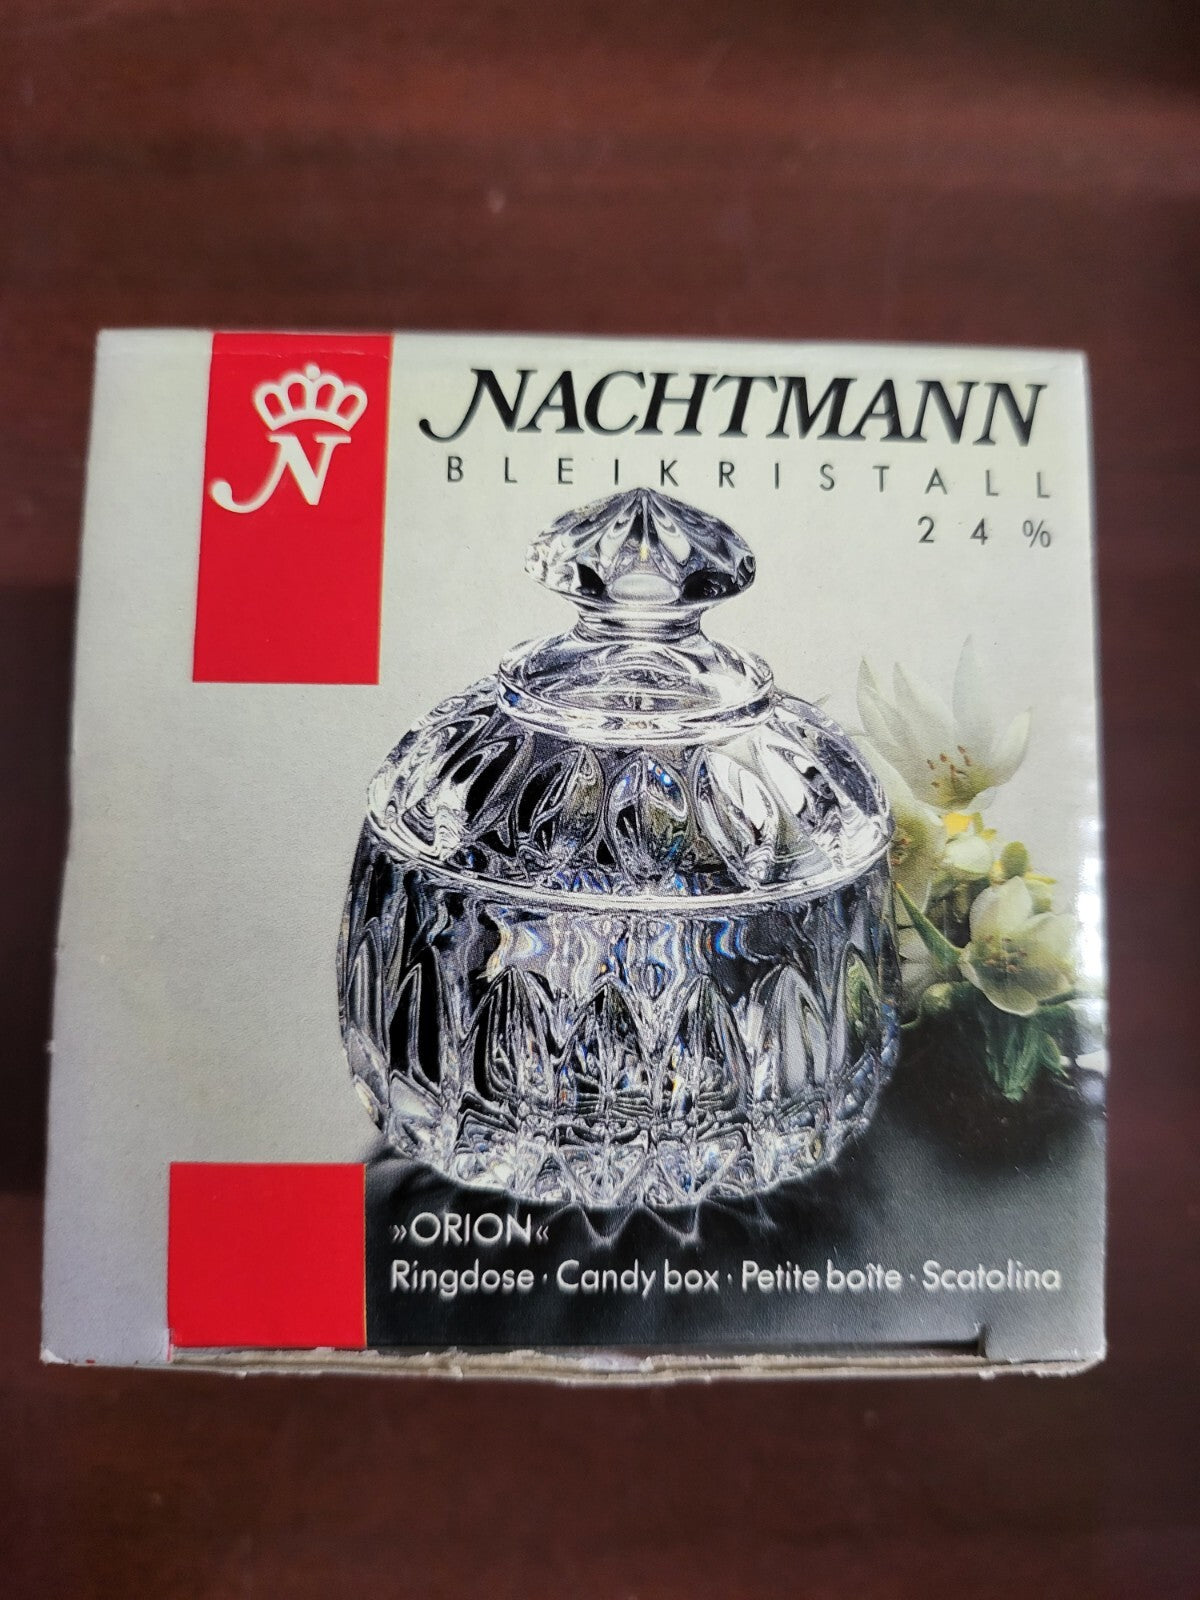 N
NACHTMANN
BLEIKRISTALL
24%
»ORION«
Ringdose · Candy box · Petite boîte · Scatolina